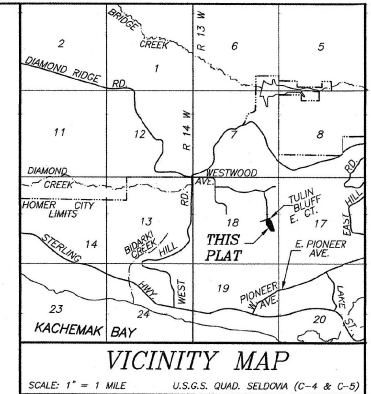 BRIDGE
CREEK
R 13 W
2
1
6
5
DIAMOND RIDGE
RD.
R 14 W
11
12
7
8
DIAMOND
CREEK
WESTWOOD
AVE.
RD.
HOMER CITY
LIMITS
TULIN
BLUFF
E. CT.
EAST HILL RD.
13
18
17
BIDARKI
CREEK
HILL
14
THIS
PLAT
E. PIONEER
AVE.
STERLING
HWY.
WEST
19
PIONEER
AVE.
LAKE
ST.
23
24
20
KACHEMAK BAY
VICINITY MAP
SCALE: 1" = 1 MILE U.S.G.S. QUAD. SELDOVIA (C-4 & C-5)